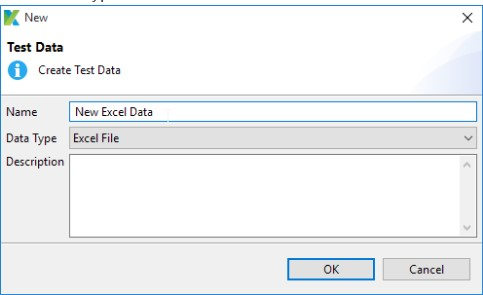 New
Test Data
Create Test Data
Name New Excel Data
Data Type Excel File
Description
OK Cancel